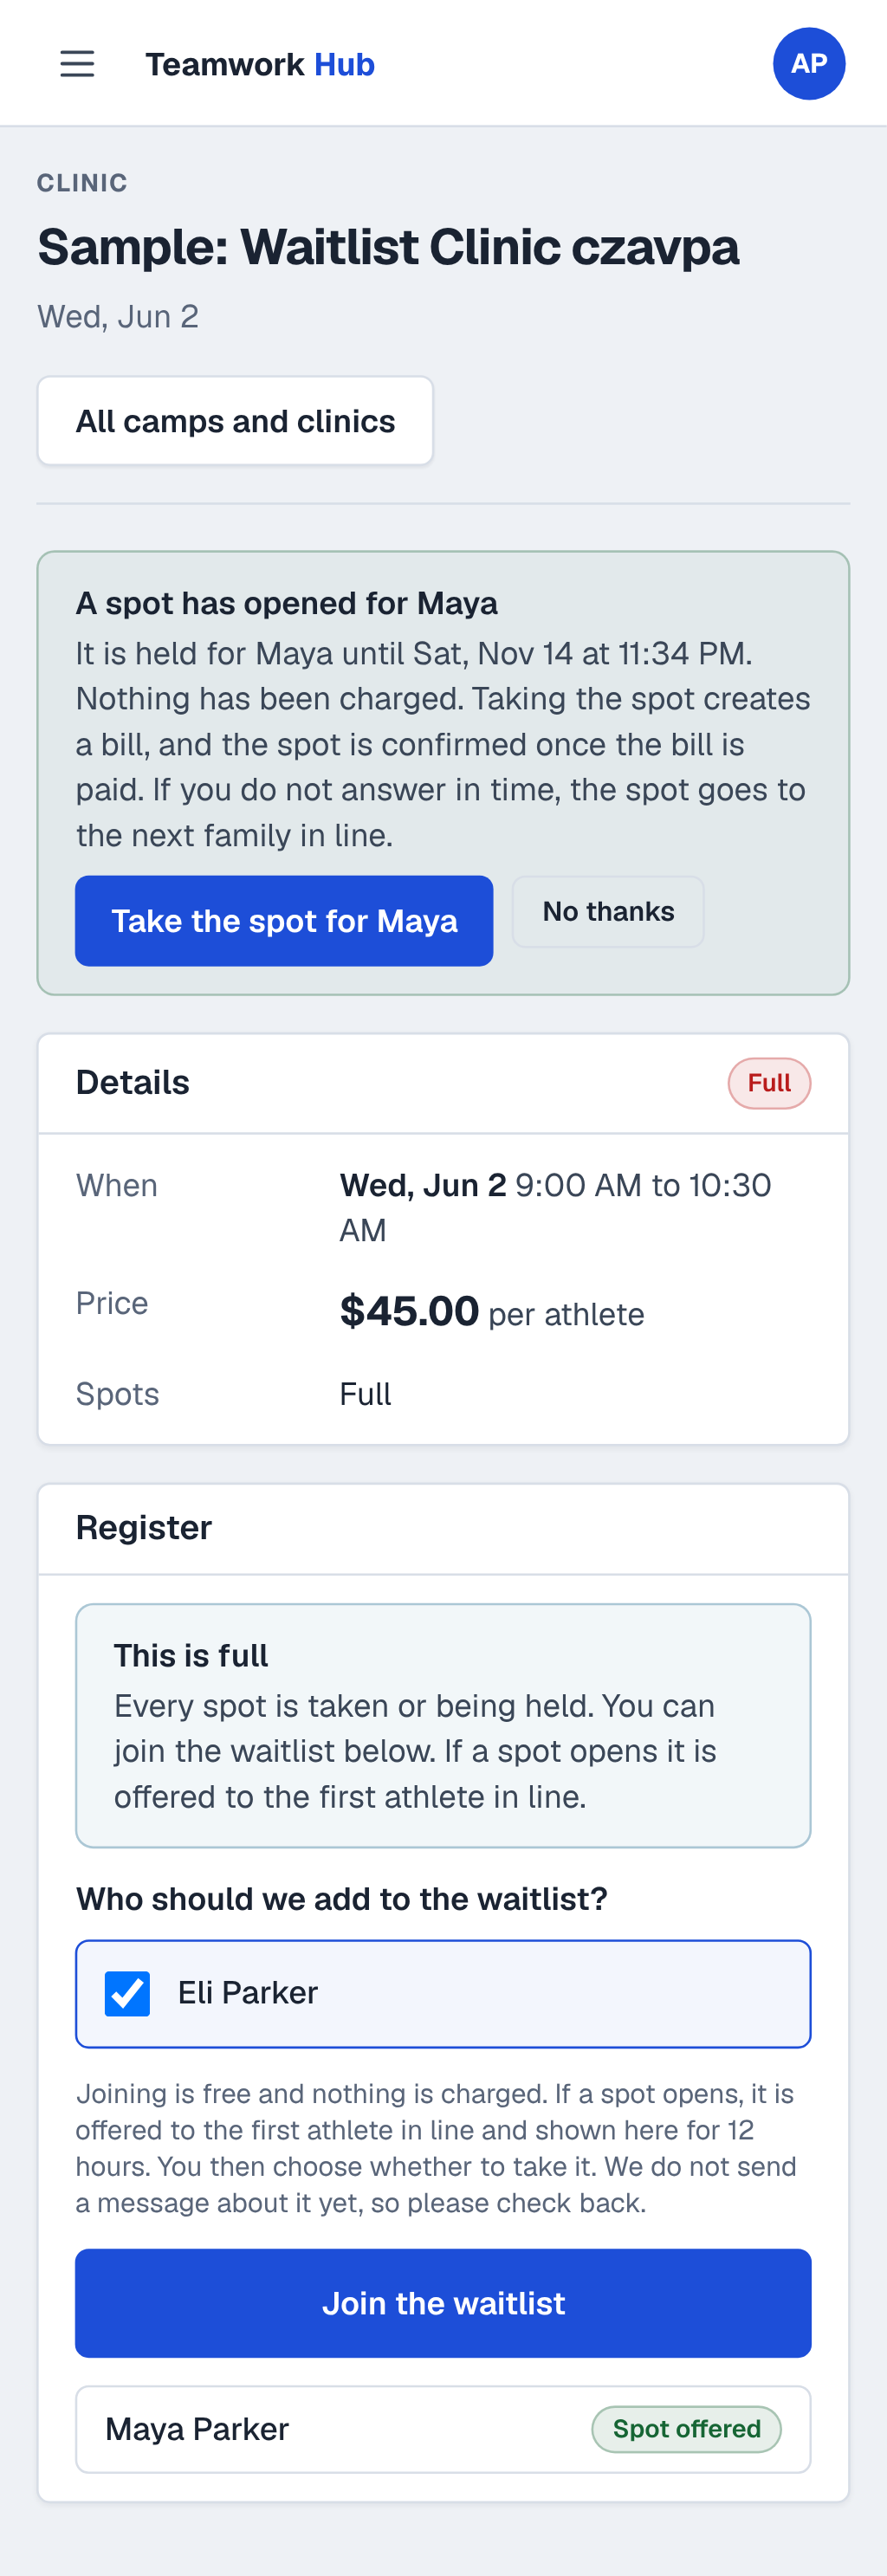 Teamwork Hub
AP
CLINIC
Sample: Waitlist Clinic czavpa
Wed, Jun 2
All camps and clinics
A spot has opened for Maya
It is held for Maya until Sat, Nov 14 at 11:34 PM.
Nothing has been charged. Taking the spot creates
a bill, and the spot is confirmed once the bill is
paid. If you do not answer in time, the spot goes to
the next family in line.
Take the spot for Maya
No thanks
Details
Full
When
Wed, Jun 2 9:00 AM to 10:30
AM
Price
$45.00 per athlete
Spots
Full
Register
This is full
Every spot is taken or being held. You can
join the waitlist below. If a spot opens it is
offered to the first athlete in line.
Who should we add to the waitlist?
Eli Parker
Joining is free and nothing is charged. If a spot opens, it is
offered to the first athlete in line and shown here for 12
hours. You then choose whether to take it. We do not send
a message about it yet, so please check back.
Join the waitlist
Maya Parker
Spot offered